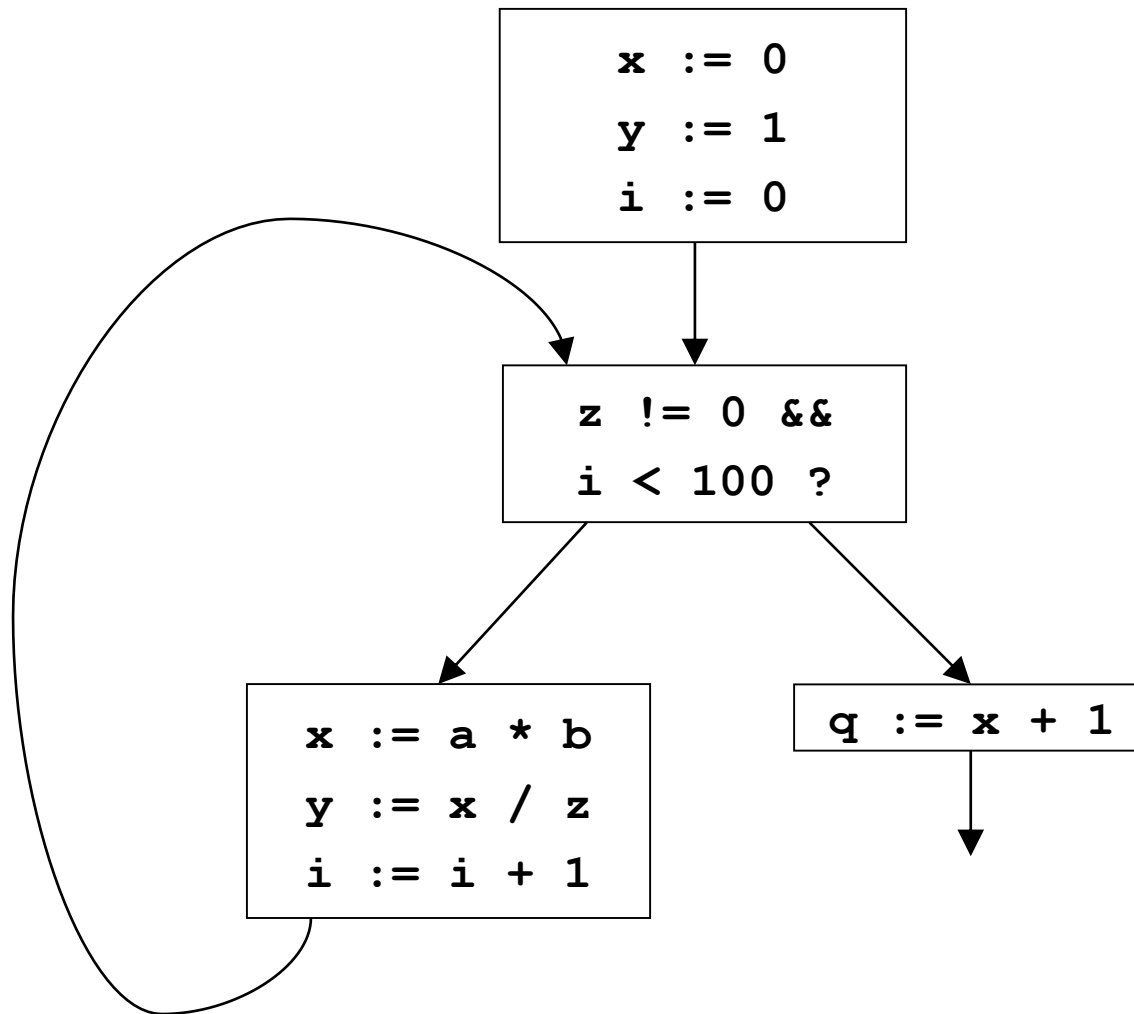 x := 0
y := 1
i := 0
z != 0 &&
i < 100 ?
x := a * b
y := x / z
i := i + 1
q := x + 1